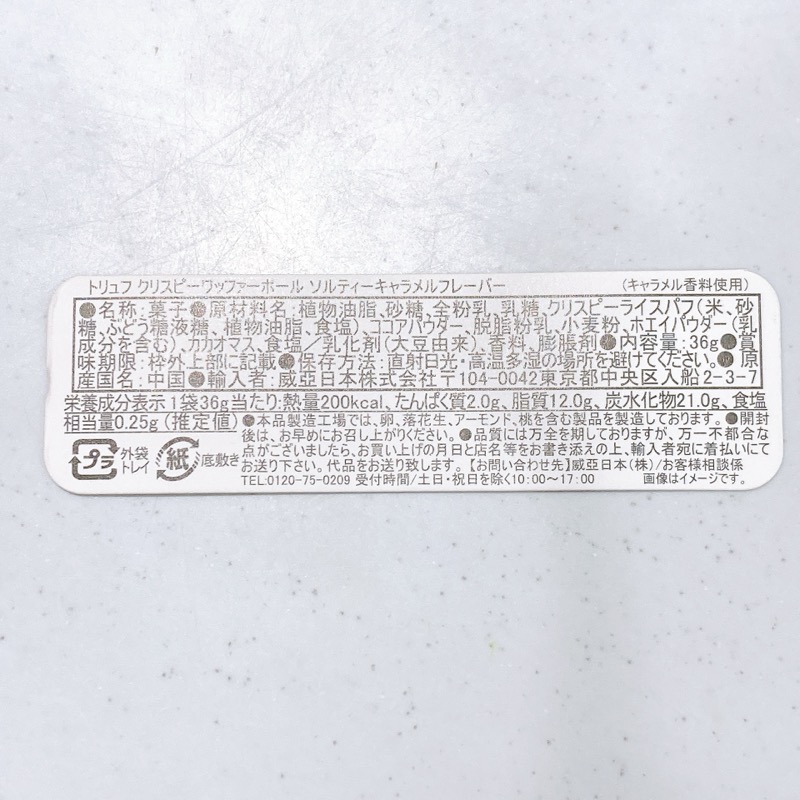 トリュフ クリスピーワッファーボール ソルティーキャラメルフレーバー （キャラメル香料使用）
●名称：菓子●原材料名：植物油脂、砂糖、全粉乳、乳糖、クリスピーライスパフ（米、砂
糖、ぶどう糖液糖、植物油脂、食塩）、ココアパウダー、脱脂粉乳、小麦粉、ホエイパウダー（乳
成分を含む）、カカオマス、食塩／乳化剤（大豆由来）、香料、膨脹剤●内容量：36g●賞
味期限：枠外上部に記載●保存方法：直射日光・高温多湿の場所を避けてください。●原
産国名：中国●輸入者：威亞日本株式会社〒104-0042東京都中央区入船2-3-7
栄養成分表示 1袋36g当たり：熱量200kcal、たんぱく質2.0g、脂質12.0g、炭水化物21.0g、食塩
相当量0.25g（推定値）●本品製造工場では、卵、落花生、アーモンド、桃を含む製品を製造しております。●開封
後は、お早めにお召し上がりください。●品質には万全を期しておりますが、万一不都合な
点がございましたら、お買い上げの月日と店名等をお書き添えの上、輸入者宛に着払いにて
お送り下さい。代品をお送り致します。【お問い合わせ先】威亞日本（株）/お客様相談係
TEL:0120-75-0209 受付時間/土日・祝日を除く10:00～17:00 画像はイメージです。
プラ 外袋 トレイ 紙 底敷き